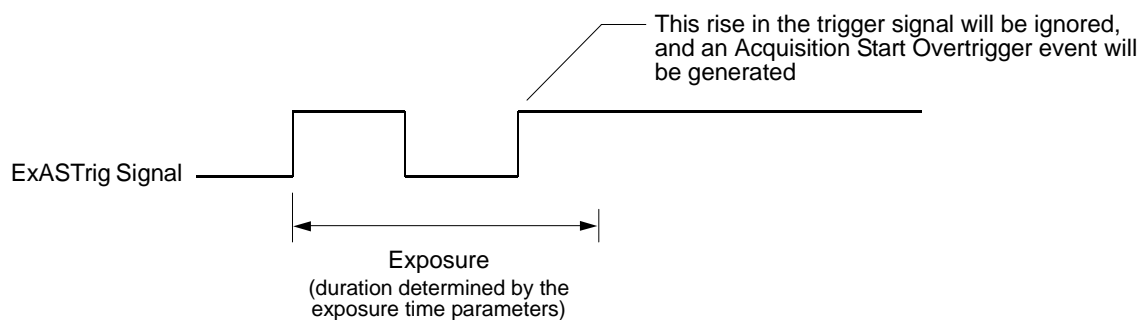 This rise in the trigger signal will be ignored,
and an Acquisition Start Overtrigger event will
be generated
ExASTrig Signal
Exposure
(duration determined by the
exposure time parameters)